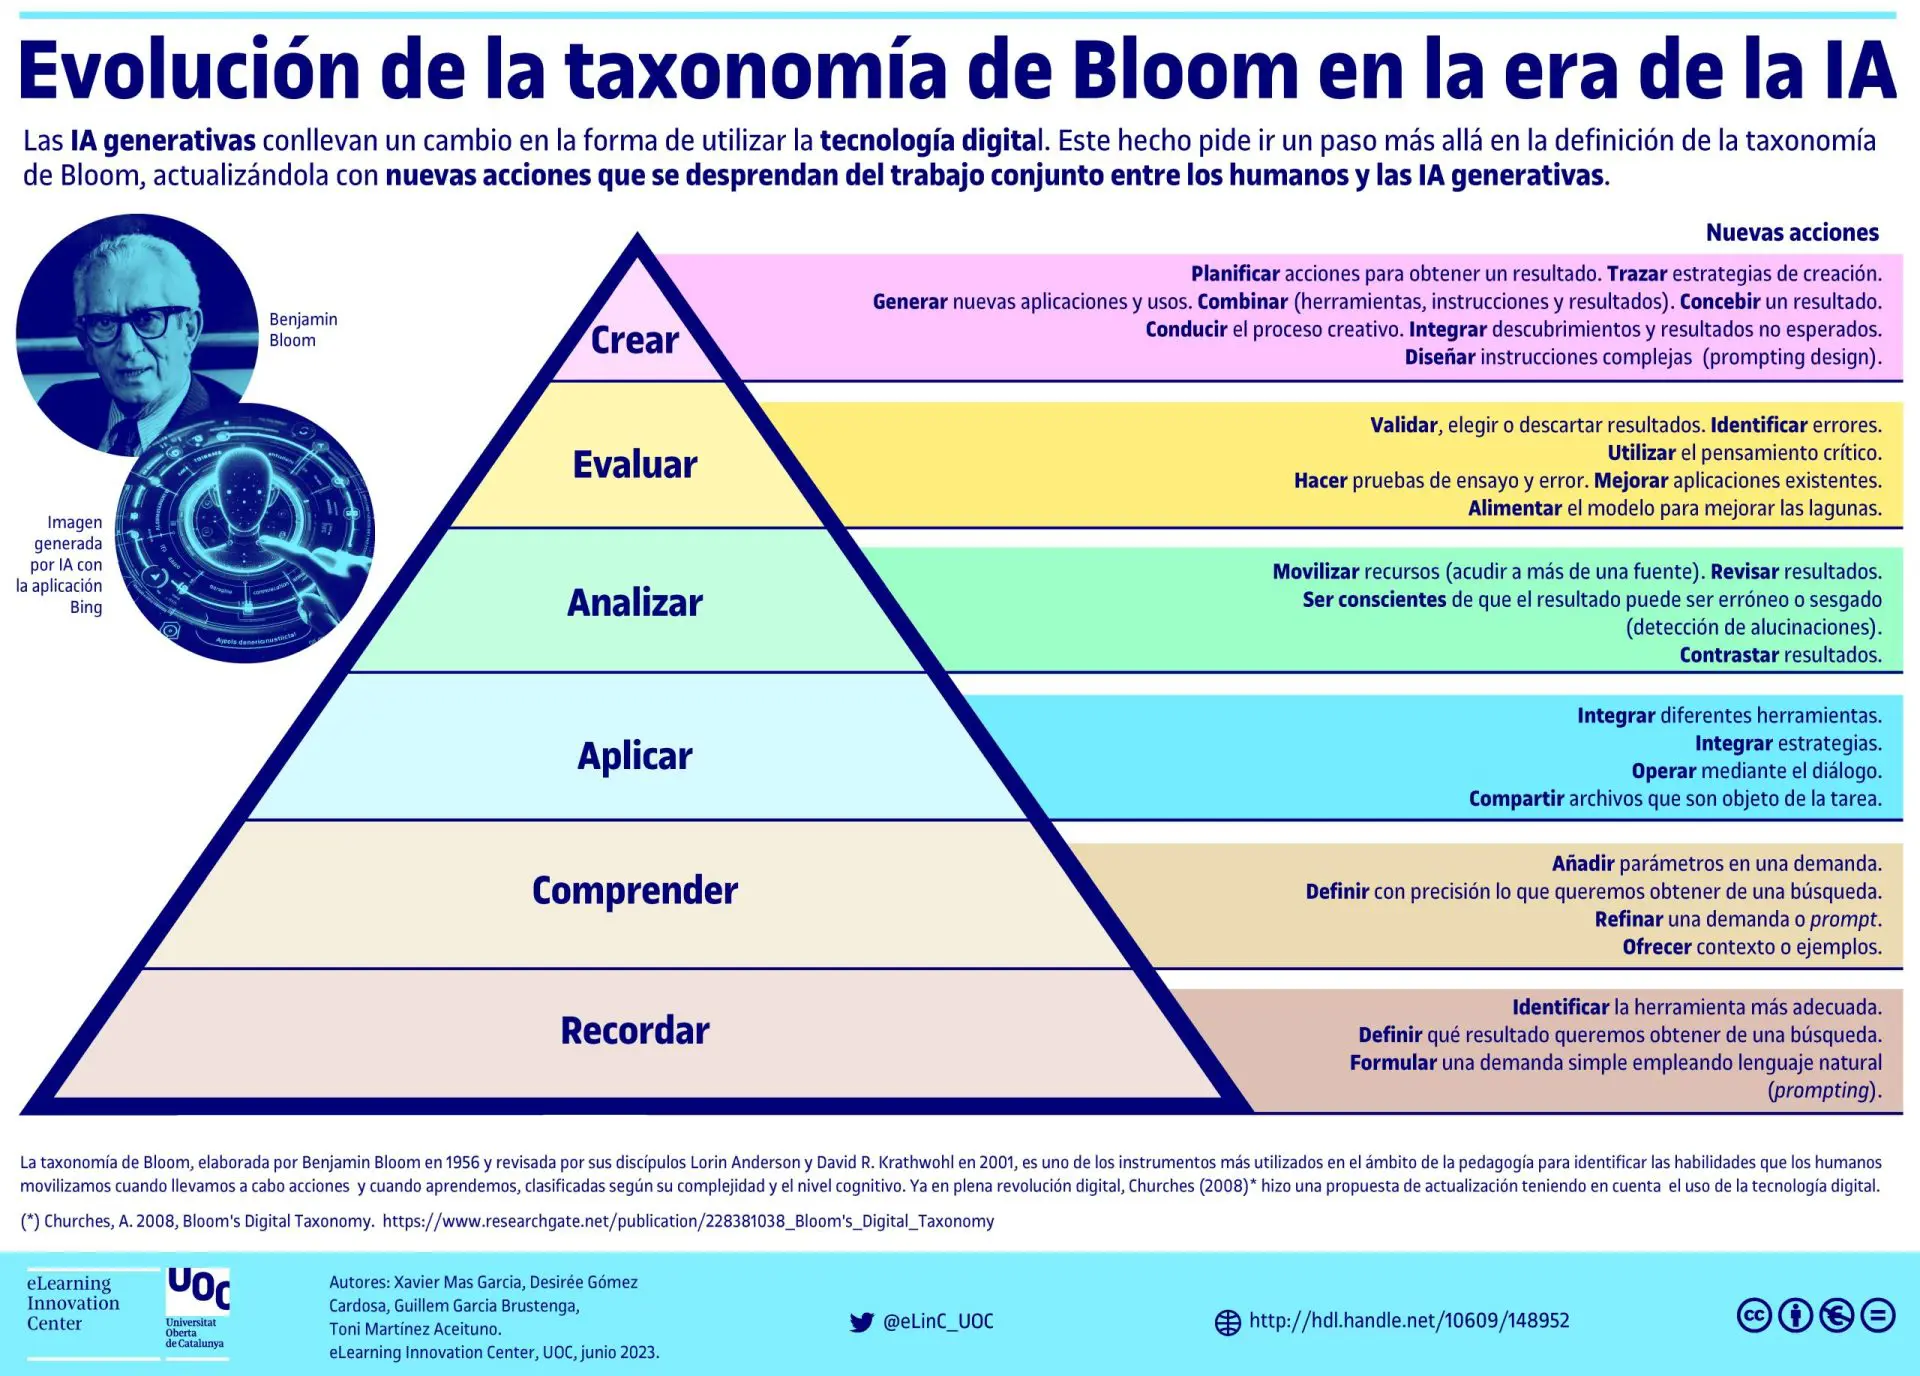 Evolución de la taxonomía de Bloom en la era de la IA
Las IA generativas conllevan un cambio en la forma de utilizar la tecnología digital. Este hecho pide ir un paso más allá en la definición de la taxonomía
de Bloom, actualizándola con nuevas acciones que se desprendan del trabajo conjunto entre los humanos y las IA generativas.
Benjamin
Bloom
Imagen
generada
por IA con
la aplicación
Bing
Nuevas acciones
Crear
Planificar acciones para obtener un resultado. Trazar estrategias de creación.
Generar nuevas aplicaciones y usos. Combinar (herramientas, instrucciones y resultados). Concebir un resultado.
Conducir el proceso creativo. Integrar descubrimientos y resultados no esperados.
Diseñar instrucciones complejas (prompting design).
Evaluar
Validar, elegir o descartar resultados. Identificar errores.
Utilizar el pensamiento crítico.
Hacer pruebas de ensayo y error. Mejorar aplicaciones existentes.
Alimentar el modelo para mejorar las lagunas.
Analizar
Movilizar recursos (acudir a más de una fuente). Revisar resultados.
Ser conscientes de que el resultado puede ser erróneo o sesgado
(detección de alucinaciones).
Contrastar resultados.
Aplicar
Integrar diferentes herramientas.
Integrar estrategias.
Operar mediante el diálogo.
Compartir archivos que son objeto de la tarea.
Comprender
Añadir parámetros en una demanda.
Definir con precisión lo que queremos obtener de una búsqueda.
Refinar una demanda o prompt.
Ofrecer contexto o ejemplos.
Recordar
Identificar la herramienta más adecuada.
Definir qué resultado queremos obtener de una búsqueda.
Formular una demanda simple empleando lenguaje natural
(prompting).
La taxonomía de Bloom, elaborada por Benjamin Bloom en 1956 y revisada por sus discípulos Lorin Anderson y David R. Krathwohl en 2001, es uno de los instrumentos más utilizados en el ámbito de la pedagogía para identificar las habilidades que los humanos
movilizamos cuando llevamos a cabo acciones y cuando aprendemos, clasificadas según su complejidad y el nivel cognitivo. Ya en plena revolución digital, Churches (2008)* hizo una propuesta de actualización teniendo en cuenta el uso de la tecnología digital.
(*) Churches, A. 2008, Bloom's Digital Taxonomy. https://www.researchgate.net/publication/228381038_Bloom's_Digital_Taxonomy
eLearning
Innovation
Center
UOC
Universitat
Oberta
de Catalunya
Autores: Xavier Mas Garcia, Desirée Gómez
Cardosa, Guillem Garcia Brustenga,
Toni Martínez Aceituno.
eLearning Innovation Center, UOC, junio 2023.
@eLinC_UOC
http://hdl.handle.net/10609/148952
cc